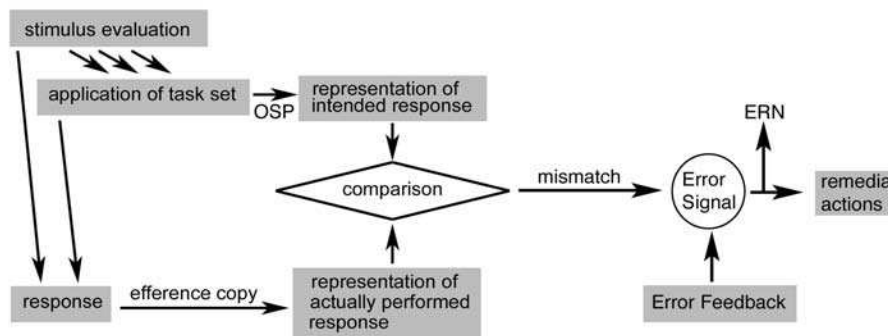 stimulus evaluation
application of task set
OSP
representation of
intended response
comparison
mismatch
Error
Signal
ERN
remedia
actions
response
efference copy
representation of
actually performed
response
Error Feedback